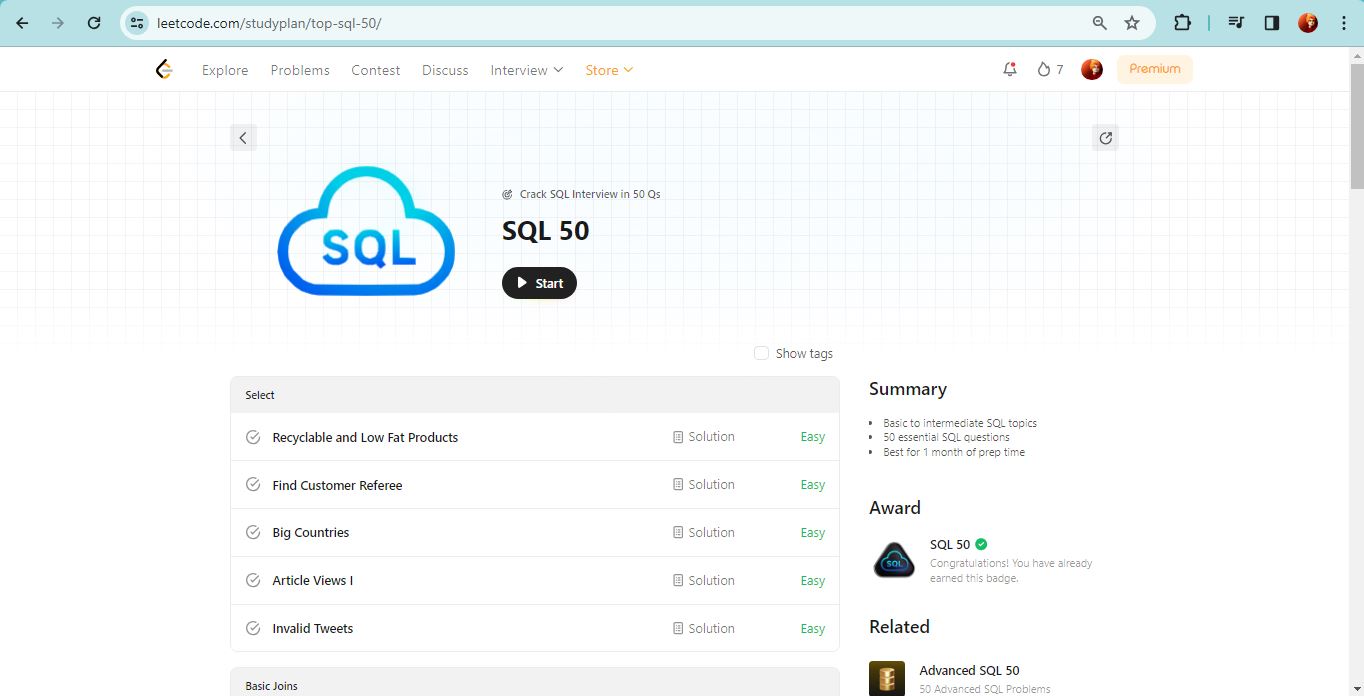 leetcode.com/studyplan/top-sql-50/
Explore Problems Contest Discuss Interview Store 7 Premium
Crack SQL Interview in 50 Qs
SQL
SQL 50
Start
Show tags
Select
Recyclable and Low Fat Products Solution Easy
Find Customer Referee Solution Easy
Big Countries Solution Easy
Article Views I Solution Easy
Invalid Tweets Solution Easy
Basic Joins
Summary
• Basic to intermediate SQL topics
• 50 essential SQL questions
• Best for 1 month of prep time
Award
SQL
SQL 50
Congratulations! You have already
earned this badge.
Related
Advanced SQL 50
50 Advanced SQL Problems